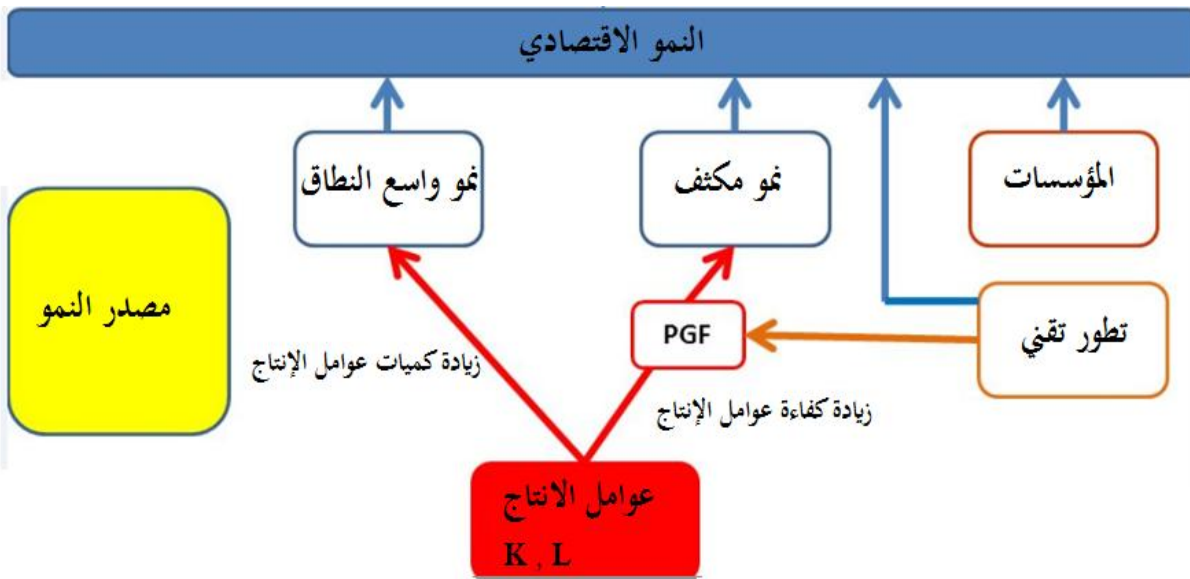 النمو الاقتصادي
المؤسسات
نمو مكثف
نمو واسع النطاق
تطور تقني
PGF
مصدر النمو
زيادة كميات عوامل الإنتاج
زيادة كفاءة عوامل الإنتاج
عوامل الانتاج
K , L